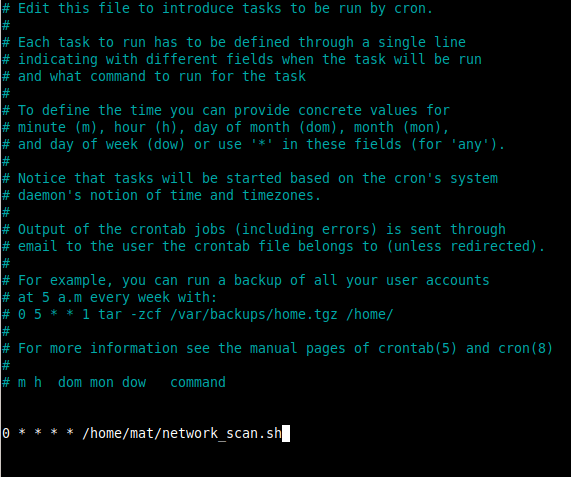 # Edit this file to introduce tasks to be run by cron.
#
# Each task to run has to be defined through a single line
# indicating with different fields when the task will be run
# and what command to run for the task
#
# To define the time you can provide concrete values for
# minute (m), hour (h), day of month (dom), month (mon),
# and day of week (dow) or use '*' in these fields (for 'any').
#
# Notice that tasks will be started based on the cron's system
# daemon's notion of time and timezones.
#
# Output of the crontab jobs (including errors) is sent through
# email to the user the crontab file belongs to (unless redirected).
#
# For example, you can run a backup of all your user accounts
# at 5 a.m every week with:
# 0 5 * * 1 tar -zcf /var/backups/home.tgz /home/
#
# For more information see the manual pages of crontab(5) and cron(8)
#
# m h  dom mon dow   command
0 * * * * /home/mat/network_scan.sh